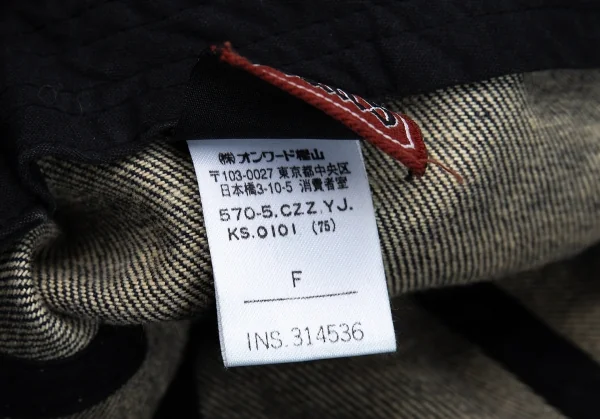 ㈱オンワード樫山
〒103-0027 東京都中央区
日本橋3-10-5 消費者室
570-5.CZZ.YJ.
KS.0101 (75)
F
INS.314536